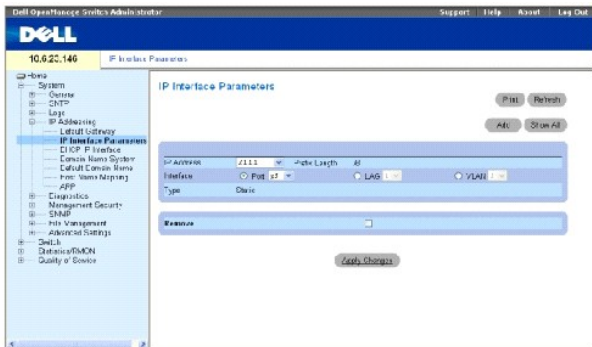 Dell OpenManage Switch Administrator Support Help About Log Out
DELL
10.6.23.146 IP Interface Parameters
Home
System
General
SNTP
Logs
IP Addressing
Default Gateway
IP Interface Parameters
DHCP IP Interface
Domain Name System
Default Domain Name
Host Name Mapping
ARP
Diagnostics
Management Security
SNMP
File Management
Advanced Settings
Switch
Statistics/RMON
Quality of Service
IP Interface Parameters
Print Refresh
Add Show All
IP Address Prefix Length
Interface Port LAG VLAN
Type Static
Remove
Apply Changes